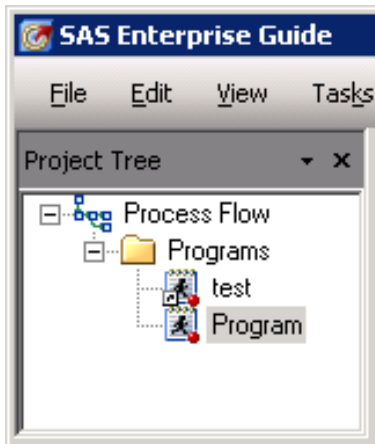 SAS Enterprise Guide
File Edit View Tasks
Project Tree
Process Flow
Programs
test
Program